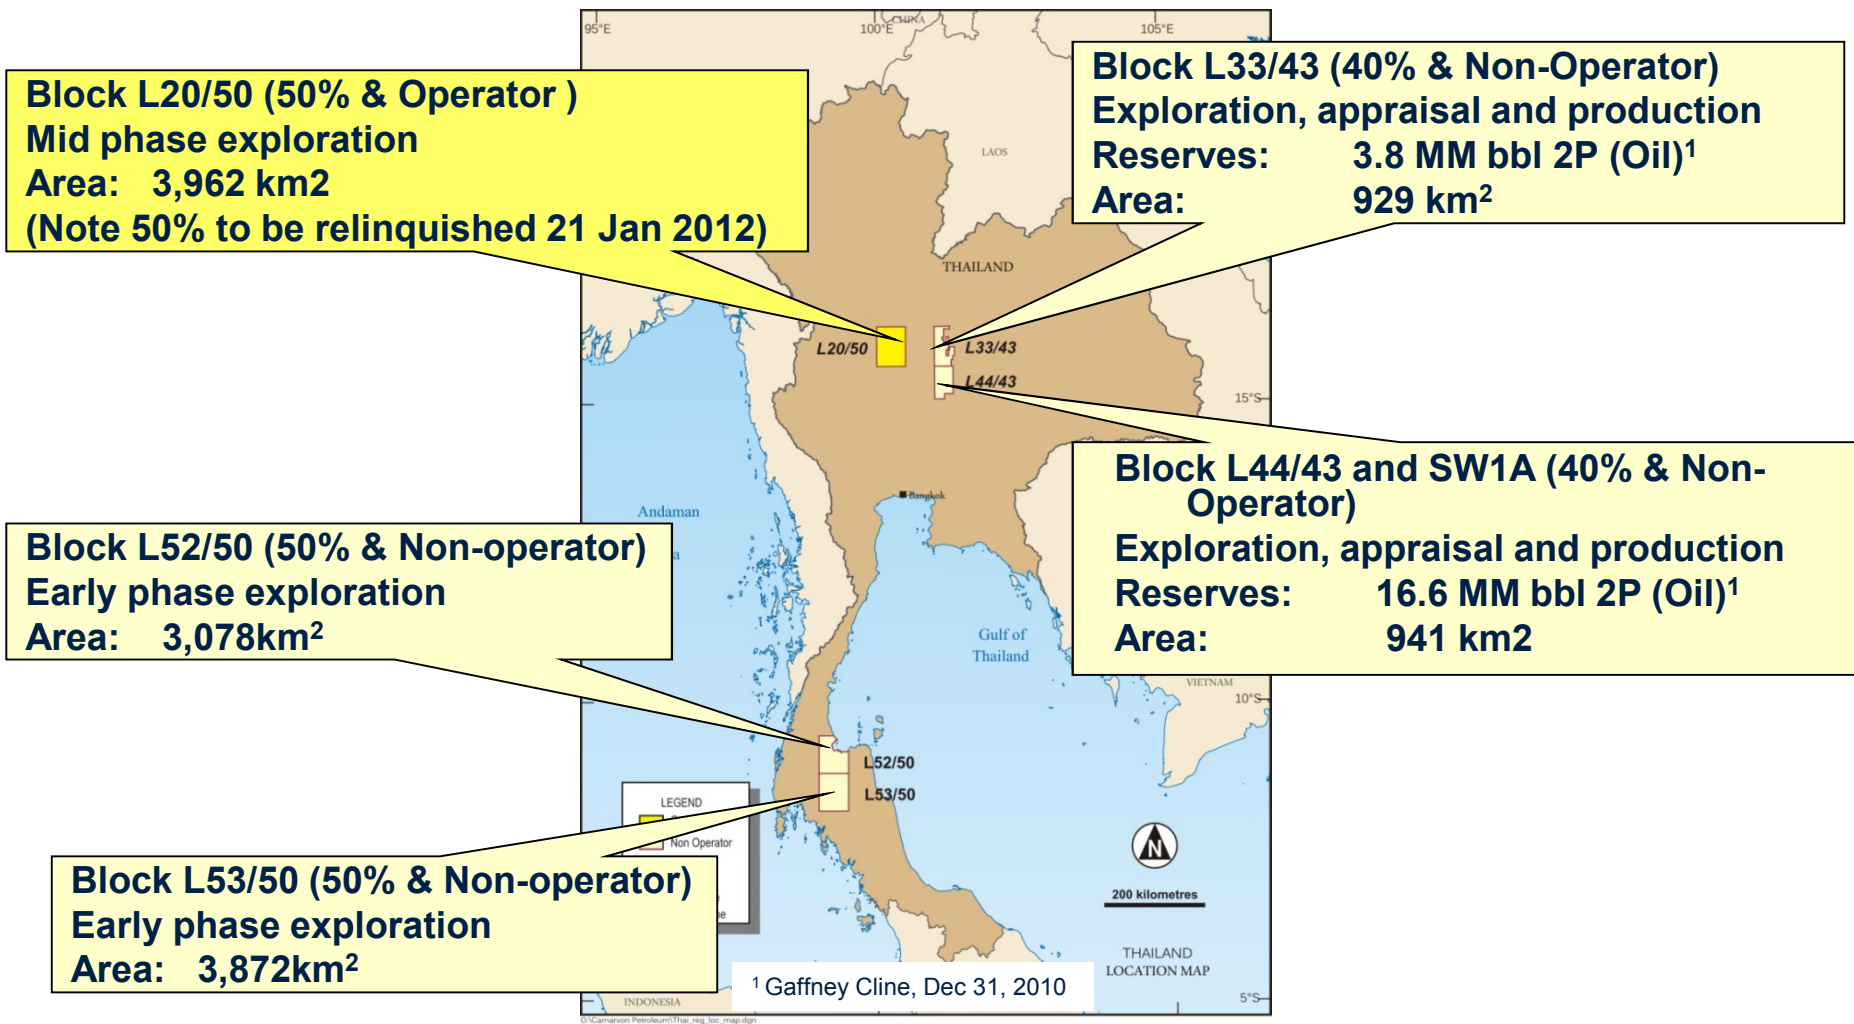 95°E
100°E
CHINA
105°E
Block L20/50 (50% & Operator )
Mid phase exploration
Area: 3,962 km2
(Note 50% to be relinquished 21 Jan 2012)
Block L33/43 (40% & Non-Operator)
Exploration, appraisal and production
Reserves: 3.8 MM bbl 2P (Oil)¹
Area: 929 km²
LAOS
THAILAND
L20/50
L33/43
L44/43
15°S
Block L44/43 and SW1A (40% & Non-
Operator)
Exploration, appraisal and production
Reserves: 16.6 MM bbl 2P (Oil)¹
Area: 941 km2
Bangkok
Andaman
Block L52/50 (50% & Non-operator)
Early phase exploration
Area: 3,078km²
Gulf of
Thailand
VIETNAM
10°S
L52/50
L53/50
LEGEND
Non Operator
Block L53/50 (50% & Non-operator)
Early phase exploration
Area: 3,872km²
N
200 kilometres
THAILAND
LOCATION MAP
¹ Gaffney Cline, Dec 31, 2010
INDONESIA
5°S
O:\Carnarvon Petroleum\Thai_reg_loc_map.dgn